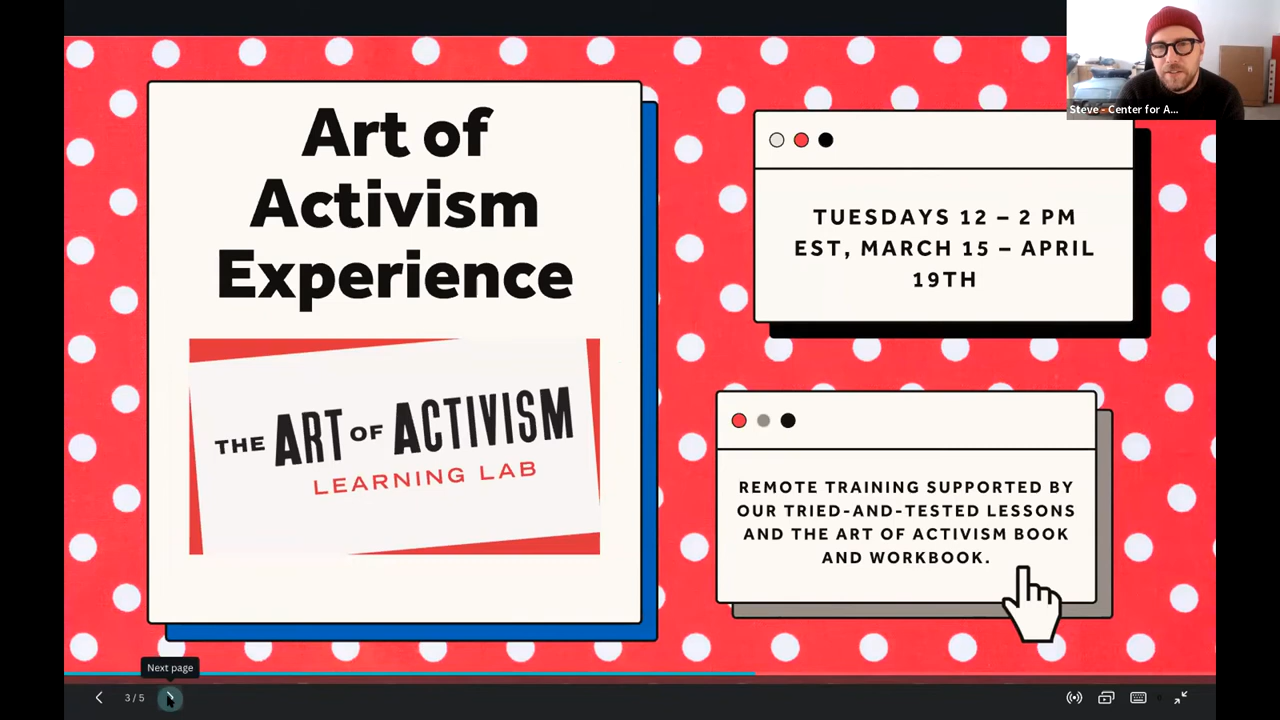 Art of
Activism
Experience
THE ART OF ACTIVISM
LEARNING LAB
TUESDAYS 12 – 2 PM
EST, MARCH 15 – APRIL
19TH
REMOTE TRAINING SUPPORTED BY
OUR TRIED-AND-TESTED LESSONS
AND THE ART OF ACTIVISM BOOK
AND WORKBOOK.
Steve - Center for A...
Next page
3 / 5